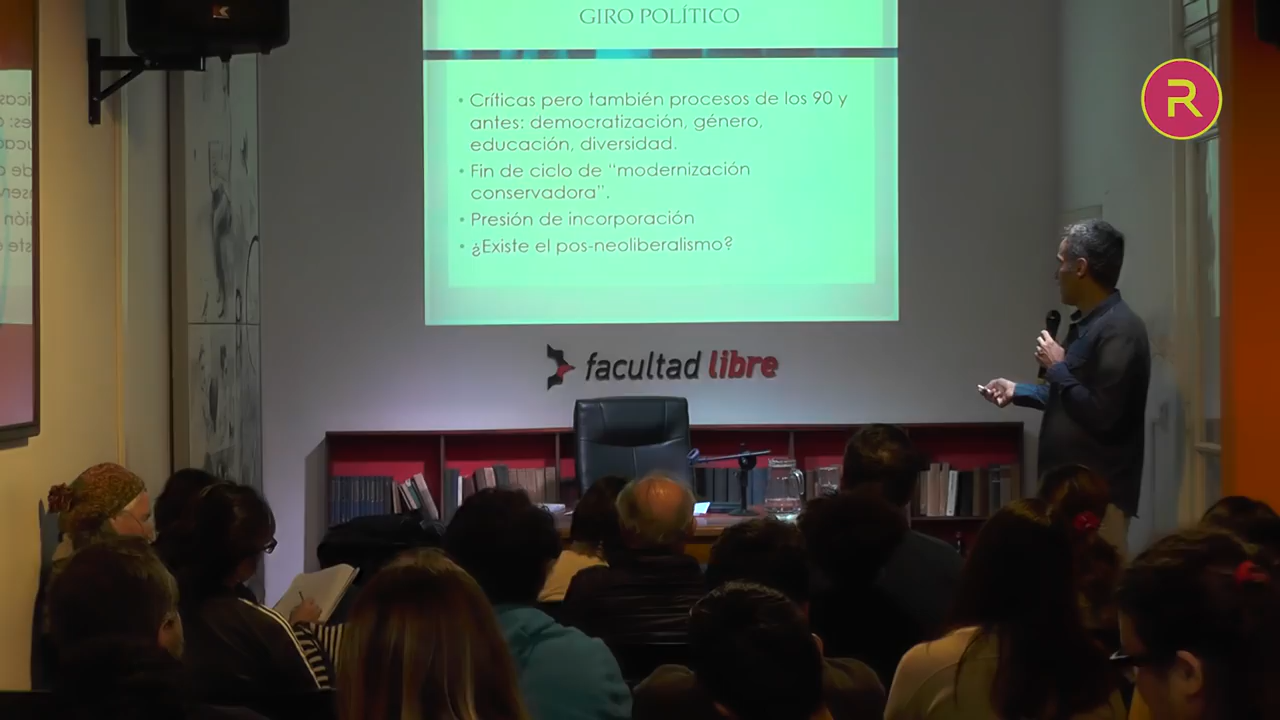 GIRO POLÍTICO
R
• Críticas pero también procesos de los 90 y
antes: democratización, género,
educación, diversidad.
• Fin de ciclo de "modernización
conservadora".
• Presión de incorporación
• ¿Existe el pos-neoliberalismo?
facultad libre